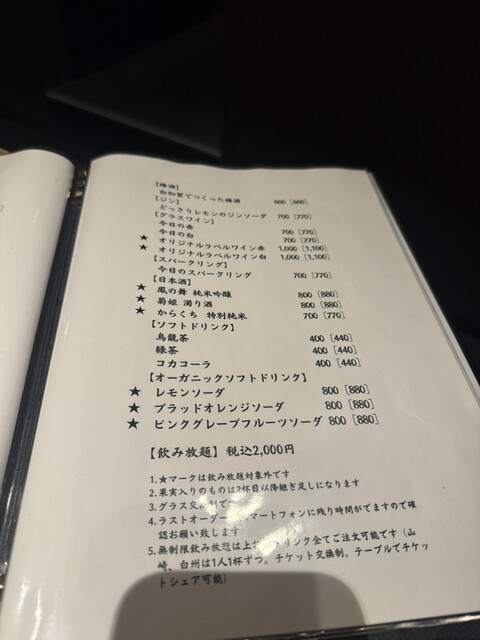 【梅酒】
白加賀でつくった梅酒 600 [660]
【ジン】
どっさりレモンのジンソーダ 700 [770]
【グラスワイン】
今日の赤 700 [770]
今日の白 700 [770]
★ オリジナルラベルワイン赤 1,000 [1,100]
★ オリジナルラベルワイン白 1,000 [1,100]
【スパークリング】
今日のスパークリング 700 [770]
【日本酒】
★ 鳳の舞 純米吟醸 800 [880]
★ 菊姫 濁り酒 800 [880]
★ からくち 特別純米 700 [770]
【ソフトドリンク】
烏龍茶 400 [440]
緑茶 400 [440]
コカコーラ 400 [440]
【オーガニックソフトドリンク】
★ レモンソーダ 800 [880]
★ ブラッドオレンジソーダ 800 [880]
★ ピンクグレープフルーツソーダ 800 [880]
【飲み放題】税込2,000円
1.★マークは飲み放題対象外です
2.果実入りのものは2杯目以降継ぎ足しになります
3.グラス交換制です
4.ラストオーダー マートフォンに残り時間がでますので確
認お願い致します
5.無制限飲み放題は上 リンク全てご注文可能です（山
崎、白州は1人1杯ずつ。チケット交換制。テーブルでチケッ
トシェア可能）